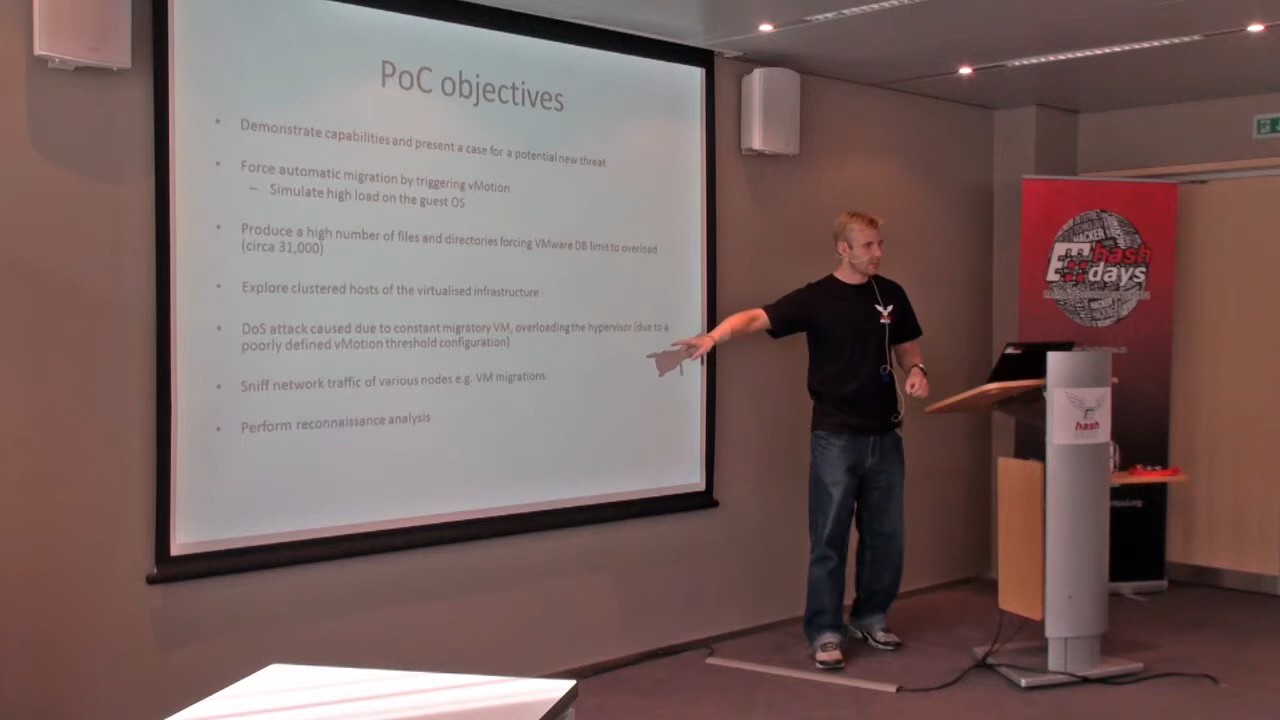 PoC objectives
• Demonstrate capabilities and present a case for a potential new threat
• Force automatic migration by triggering vMotion
– Simulate high load on the guest OS
• Produce a high number of files and directories forcing VMware DB limit to overload
(circa 31,000)
• Explore clustered hosts of the virtualised infrastructure
• DoS attack caused due to constant migratory VM, overloading the hypervisor (due to a
poorly defined vMotion threshold configuration)
• Sniff network traffic of various nodes e.g. VM migrations
• Perform reconnaissance analysis
HACKER
hash
days
hash